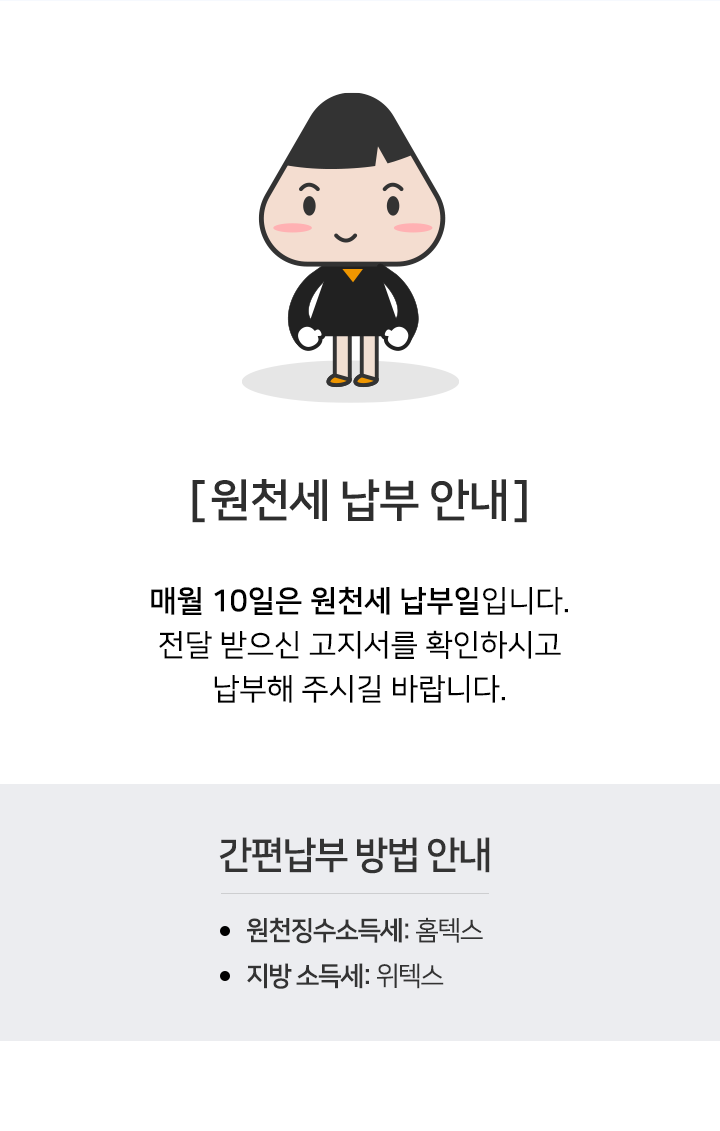 [원천세 납부 안내]
매월 10일은 원천세 납부일입니다.
전달 받으신 고지서를 확인하시고
납부해 주시길 바랍니다.
간편납부 방법 안내
• 원천징수소득세: 홈텍스
• 지방 소득세: 위텍스